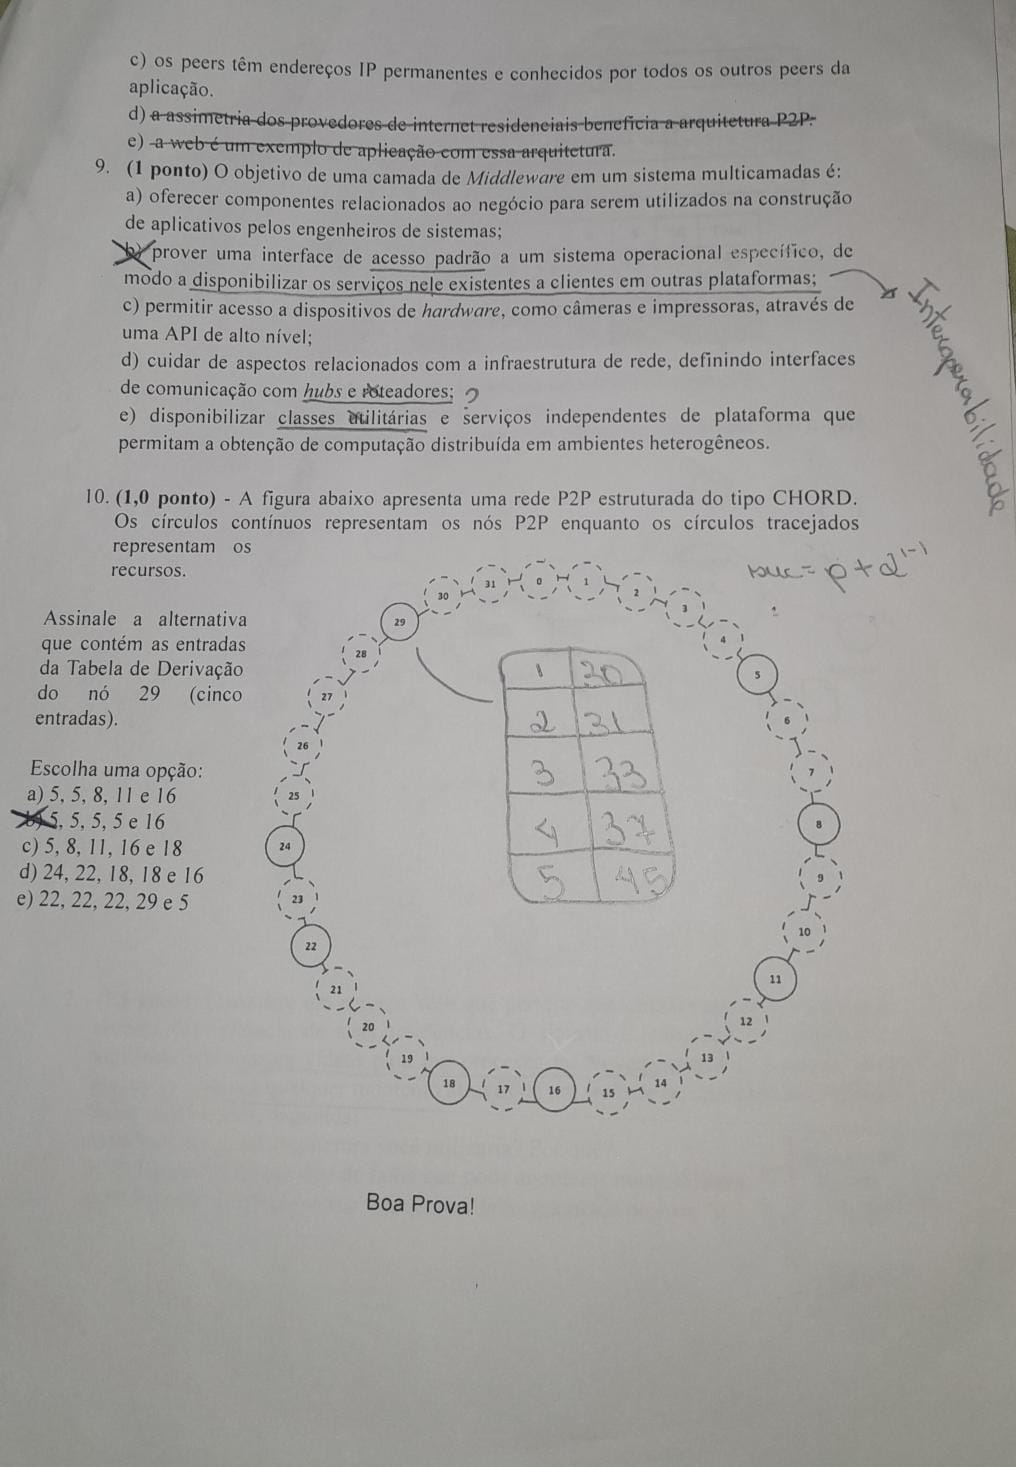 c) os peers têm endereços IP permanentes e conhecidos por todos os outros peers da
aplicação.
d) a assimetria dos provedores de internet residenciais beneficia a arquitetura P2P.
e) a web é um exemplo de aplicação com essa arquitetura.
9. (1 ponto) O objetivo de uma camada de Middleware em um sistema multicamadas é:
a) oferecer componentes relacionados ao negócio para serem utilizados na construção
de aplicativos pelos engenheiros de sistemas;
b) prover uma interface de acesso padrão a um sistema operacional específico, de
modo a disponibilizar os serviços nele existentes a clientes em outras plataformas;
Interoperabilidade
c) permitir acesso a dispositivos de hardware, como câmeras e impressoras, através de
uma API de alto nível;
d) cuidar de aspectos relacionados com a infraestrutura de rede, definindo interfaces
de comunicação com hubs e roteadores; ?
e) disponibilizar classes utilitárias e serviços independentes de plataforma que
permitam a obtenção de computação distribuída em ambientes heterogêneos.
10. (1,0 ponto) - A figura abaixo apresenta uma rede P2P estruturada do tipo CHORD.
Os círculos contínuos representam os nós P2P enquanto os círculos tracejados
representam os
recursos.
suc = p + 2^i-1
Assinale a alternativa
que contém as entradas
da Tabela de Derivação
do nó 29 (cinco
entradas).
Escolha uma opção:
a) 5, 5, 8, 11 e 16
b) 5, 5, 5, 5 e 16
c) 5, 8, 11, 16 e 18
d) 24, 22, 18, 18 e 16
e) 22, 22, 22, 29 e 5
0
1
2
3
4
5
6
7
8
9
10
11
12
13
14
15
16
17
18
19
20
21
22
23
24
25
26
27
28
29
30
31
1 30
2 31
3 33
4 37
5 45
Boa Prova!